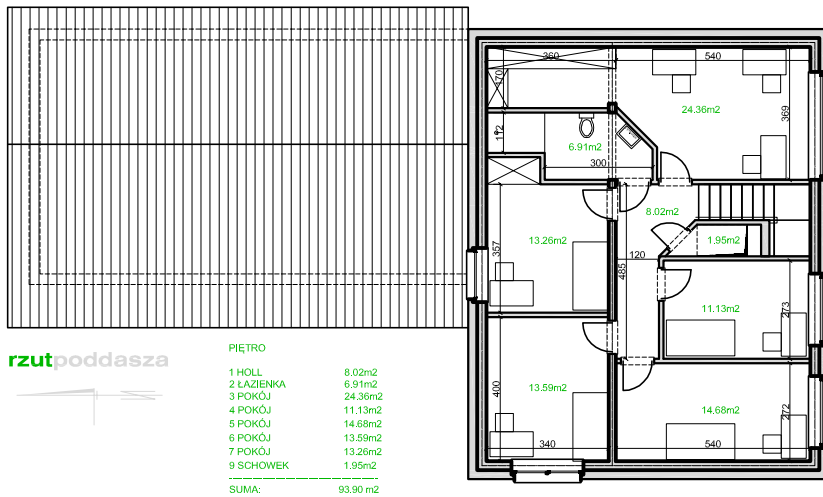 360
540
170
24.36m2
369
172
6.91m2
300
8.02m2
13.26m2
357
1.95m2
120
485
11.13m2
273
rzutpoddasza
PIĘTRO
1 HOLL 8.02m2
2 ŁAZIENKA 6.91m2
3 POKÓJ 24.36m2
4 POKÓJ 11.13m2
5 POKÓJ 14.68m2
6 POKÓJ 13.59m2
7 POKÓJ 13.26m2
9 SCHOWEK 1.95m2
SUMA: 93,90 m2
13.59m2
400
340
14.68m2
272
540